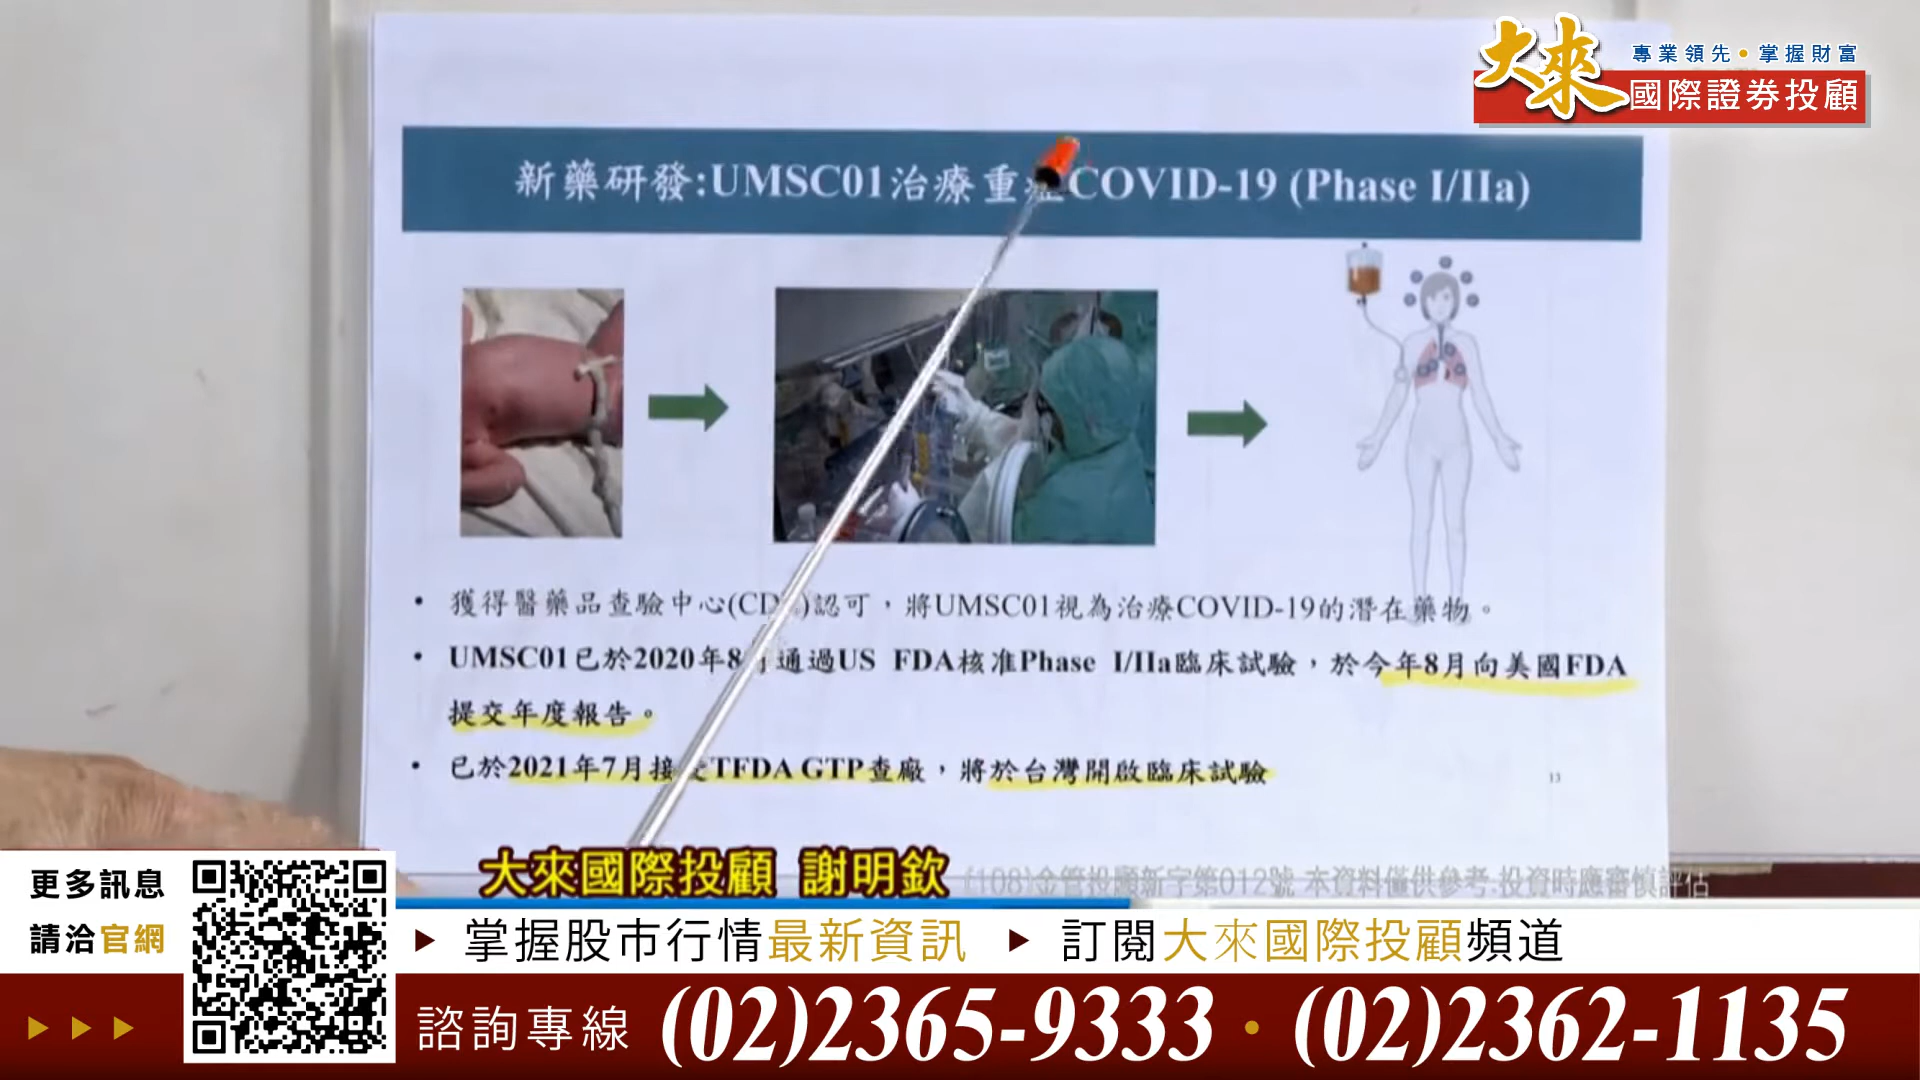 大來
專業領先•掌握財富
國際證券投顧
新藥研發:UMSC01治療重症COVID-19 (Phase I/IIa)
• 獲得醫藥品查驗中心(CD )認可，將UMSC01視為治療COVID-19的潛在藥物。
• UMSC01已於2020年8月通過US FDA核准Phase I/IIa臨床試驗，於今年8月向美國FDA
提交年度報告。
• 已於2021年7月接 TFDA GTP查廠，將於台灣開啟臨床試驗
13
大來國際投顧 謝明欽
(108)金管投顧新字第012號 本資料僅供參考,投資時應審慎評估
更多訊息
請洽官網
掌握股市行情最新資訊 訂閱大來國際投顧頻道
諮詢專線 (02)2365-9333•(02)2362-1135